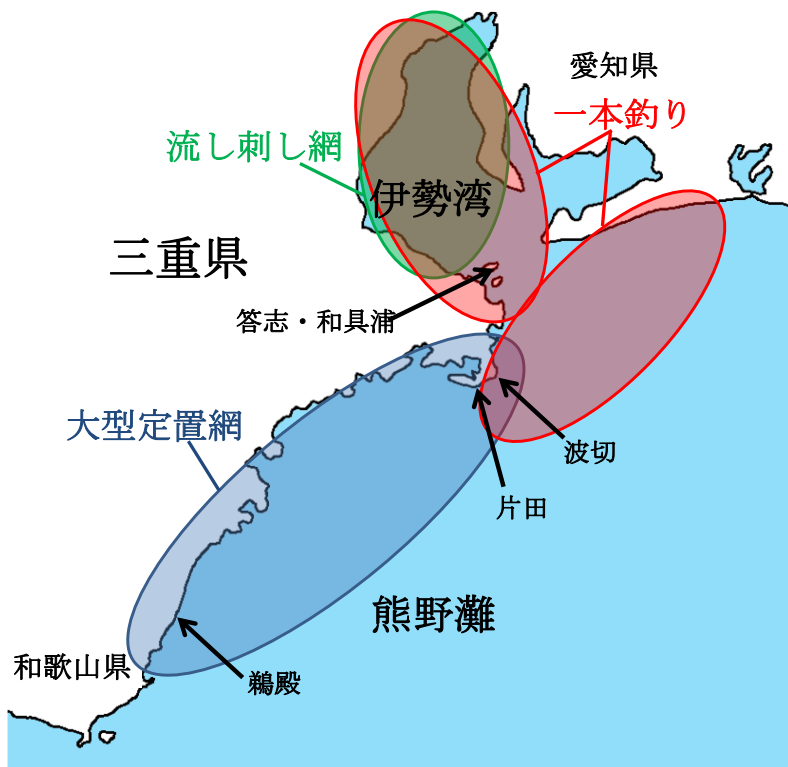 愛知県
一本釣り
流し刺し網
伊勢湾
三重県
答志・和具浦
大型定置網
波切
片田
熊野灘
和歌山県
鵜殿